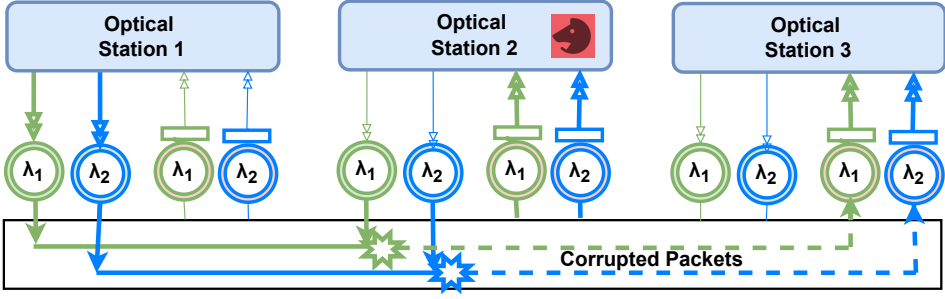 Optical
Station 1
Optical
Station 2
Optical
Station 3
λ1
λ2
λ1
λ2
λ1
λ2
λ1
λ2
λ1
λ2
λ1
λ2
Corrupted Packets